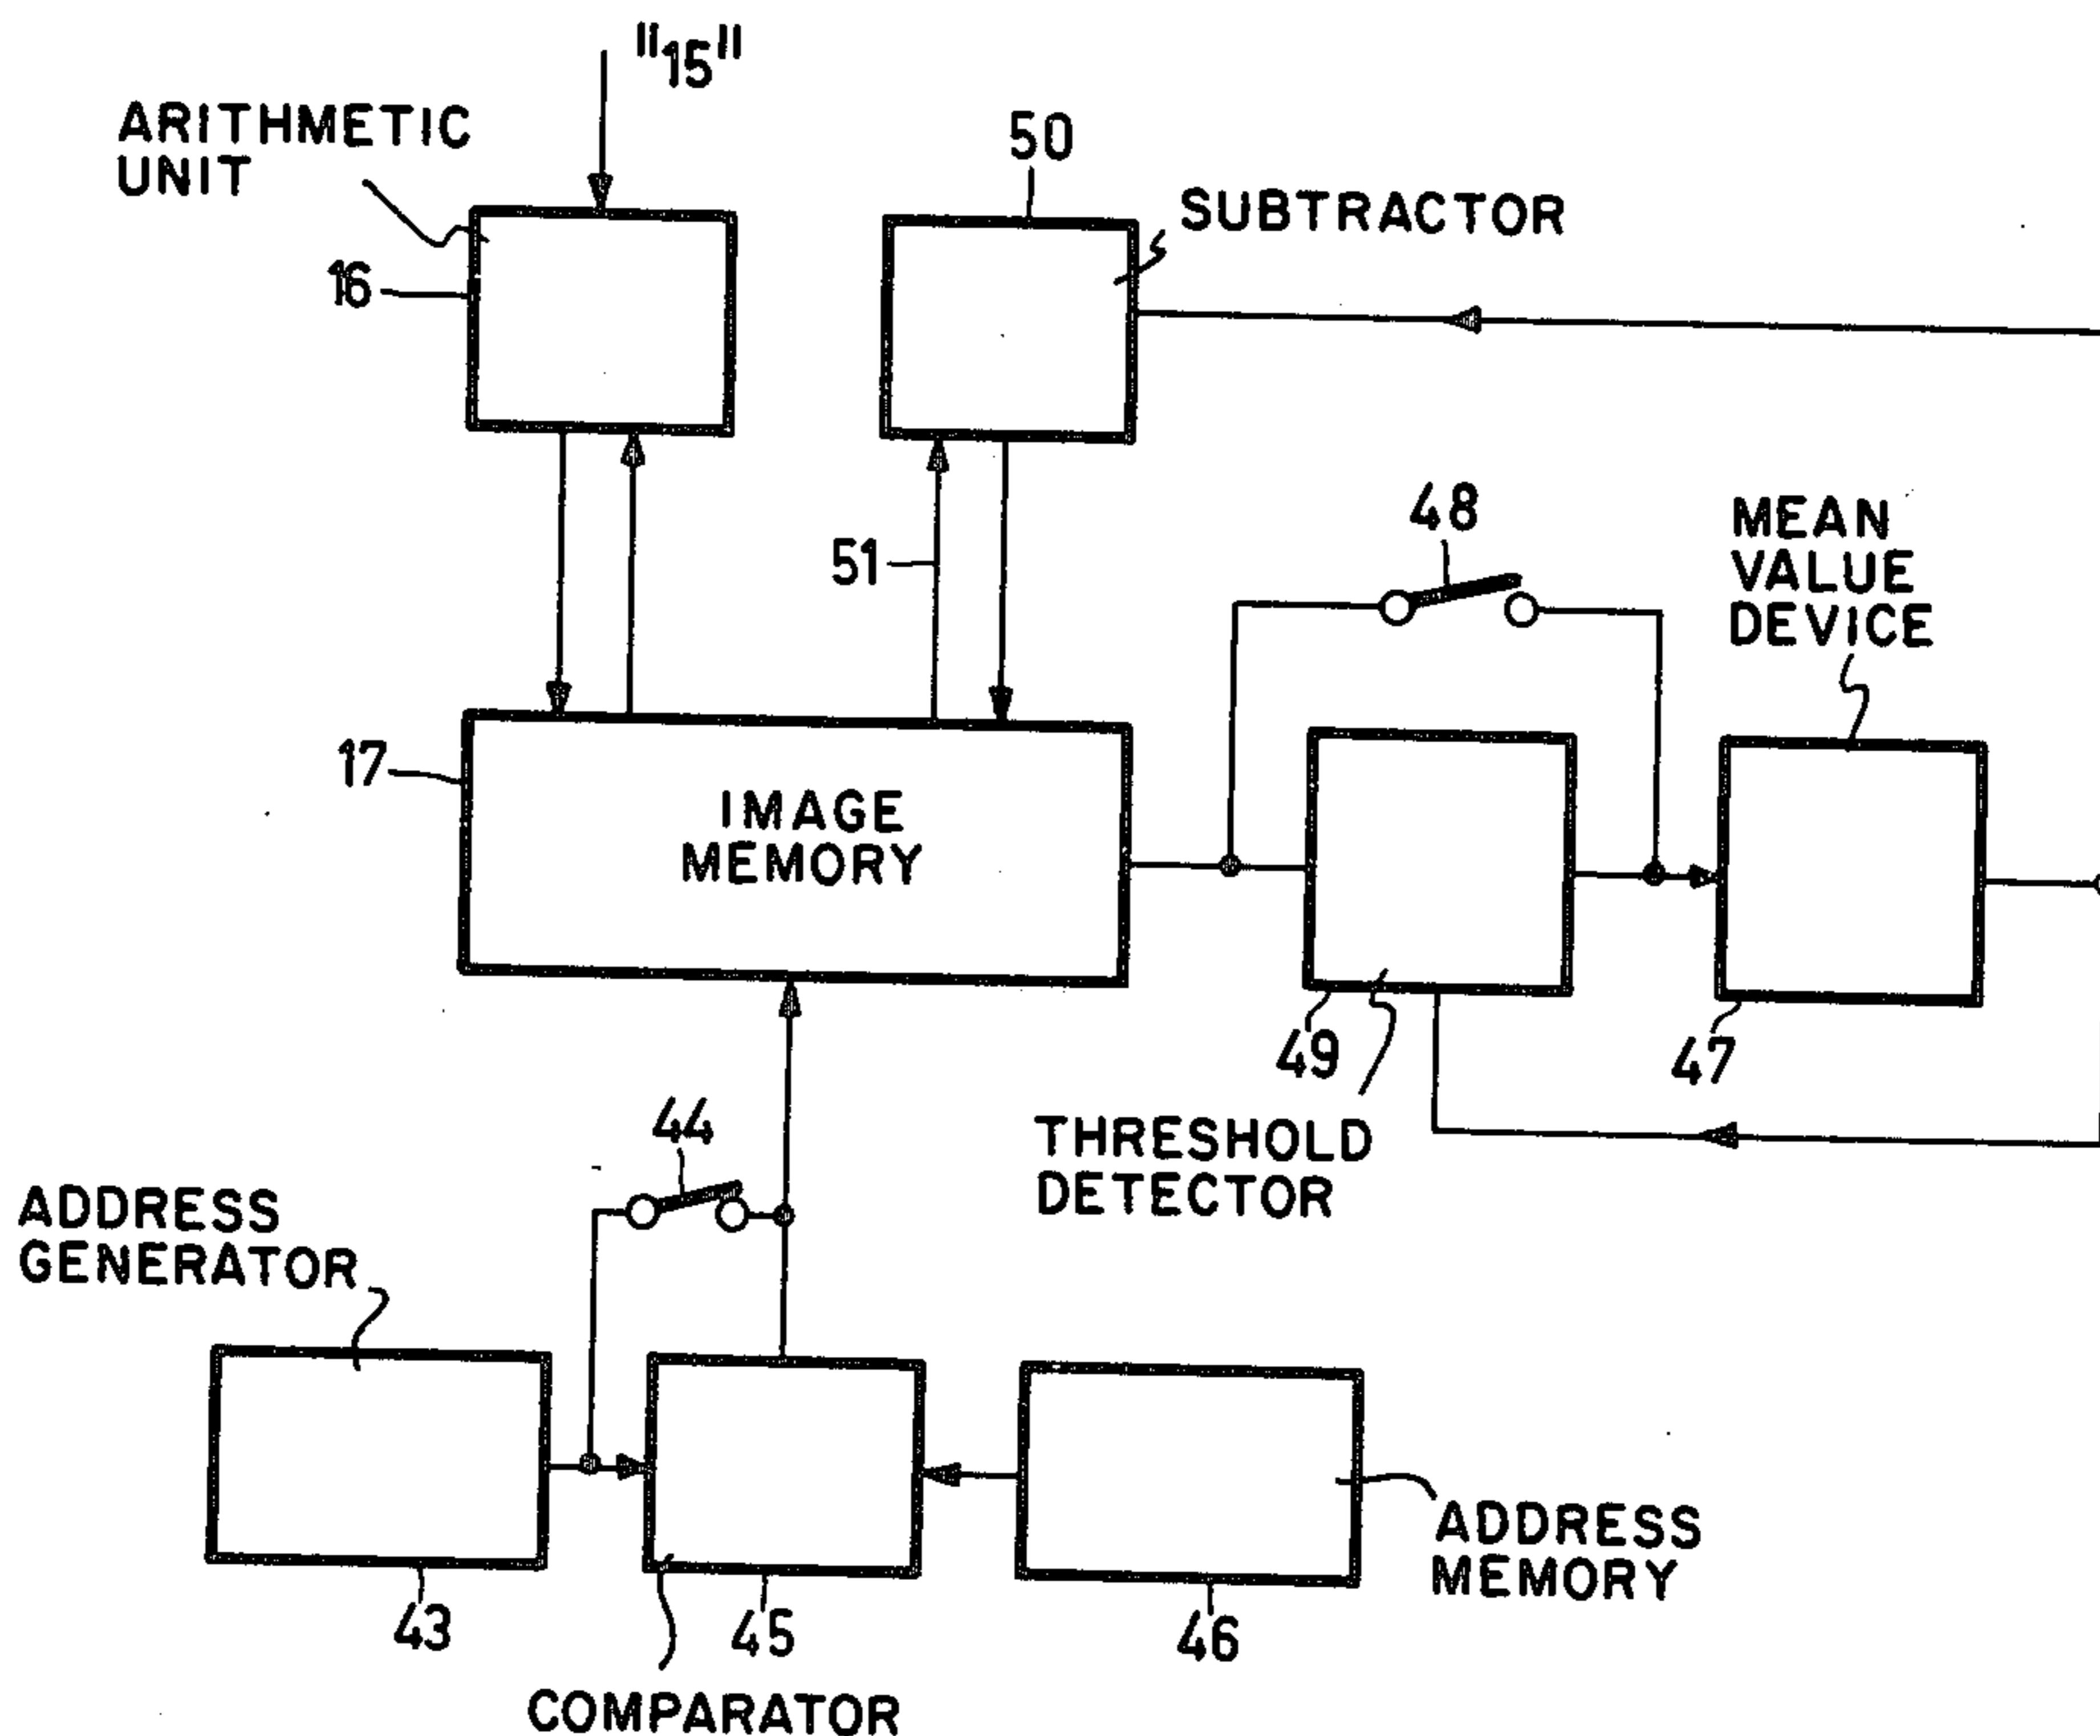 "15"
ARITHMETIC
UNIT
50
SUBTRACTOR
16
48
MEAN
VALUE
DEVICE
51
17
IMAGE
MEMORY
49
47
44
THRESHOLD
DETECTOR
ADDRESS
GENERATOR
ADDRESS
MEMORY
43
45
46
COMPARATOR